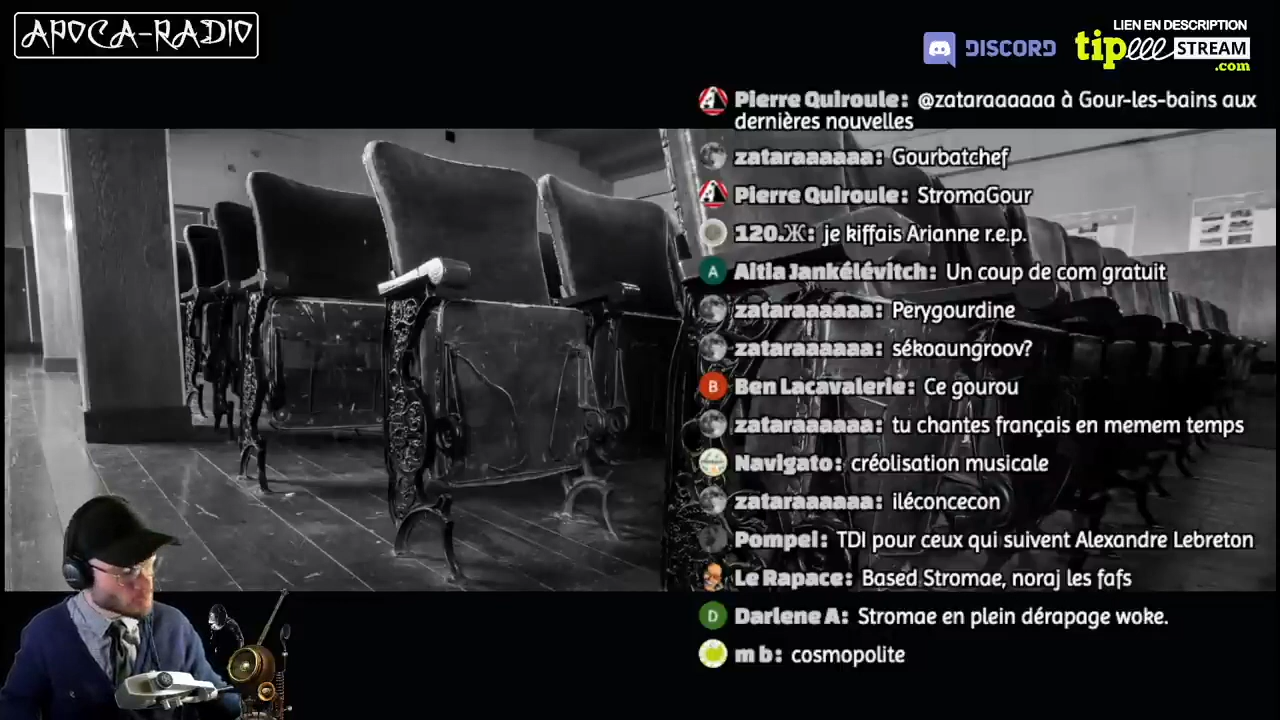 APOCA-RADIO
LIEN EN DESCRIPTION
DISCORD
tipeee STREAM
.com
Pierre Quiroule: @zataraaaaaa à Gour-les-bains aux
dernières nouvelles
zataraaaaaa: Gourbatchef
Pierre Quiroule: StromaGour
120.Ж: je kiffais Arianne r.e.p.
A
Aitia Jankélévitch: Un coup de com gratuit
zataraaaaaa: Perygourdine
zataraaaaaa: sékoaungroov?
B
Ben Lacavalerie: Ce gourou
zataraaaaaa: tu chantes français en memem temps
Navigato: créolisation musicale
zataraaaaaa: iléconcecon
Pompel: TDI pour ceux qui suivent Alexandre Lebreton
Le Rapace: Based Stromae, noraj les fafs
D
Darlene A: Stromae en plein dérapage woke.
m b: cosmopolite